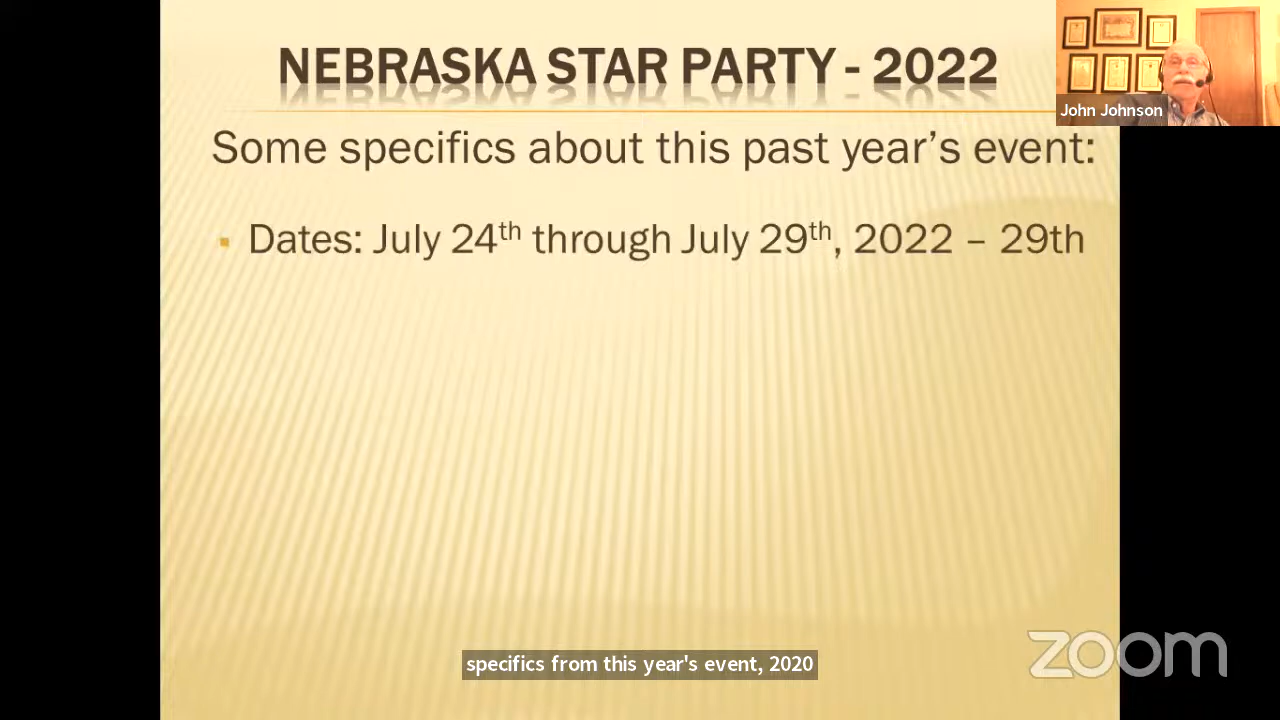 NEBRASKA STAR PARTY - 2022
John Johnson
Some specifics about this past year’s event:
▪ Dates: July 24th through July 29th, 2022 – 29th
specifics from this year's event, 2020
zoom